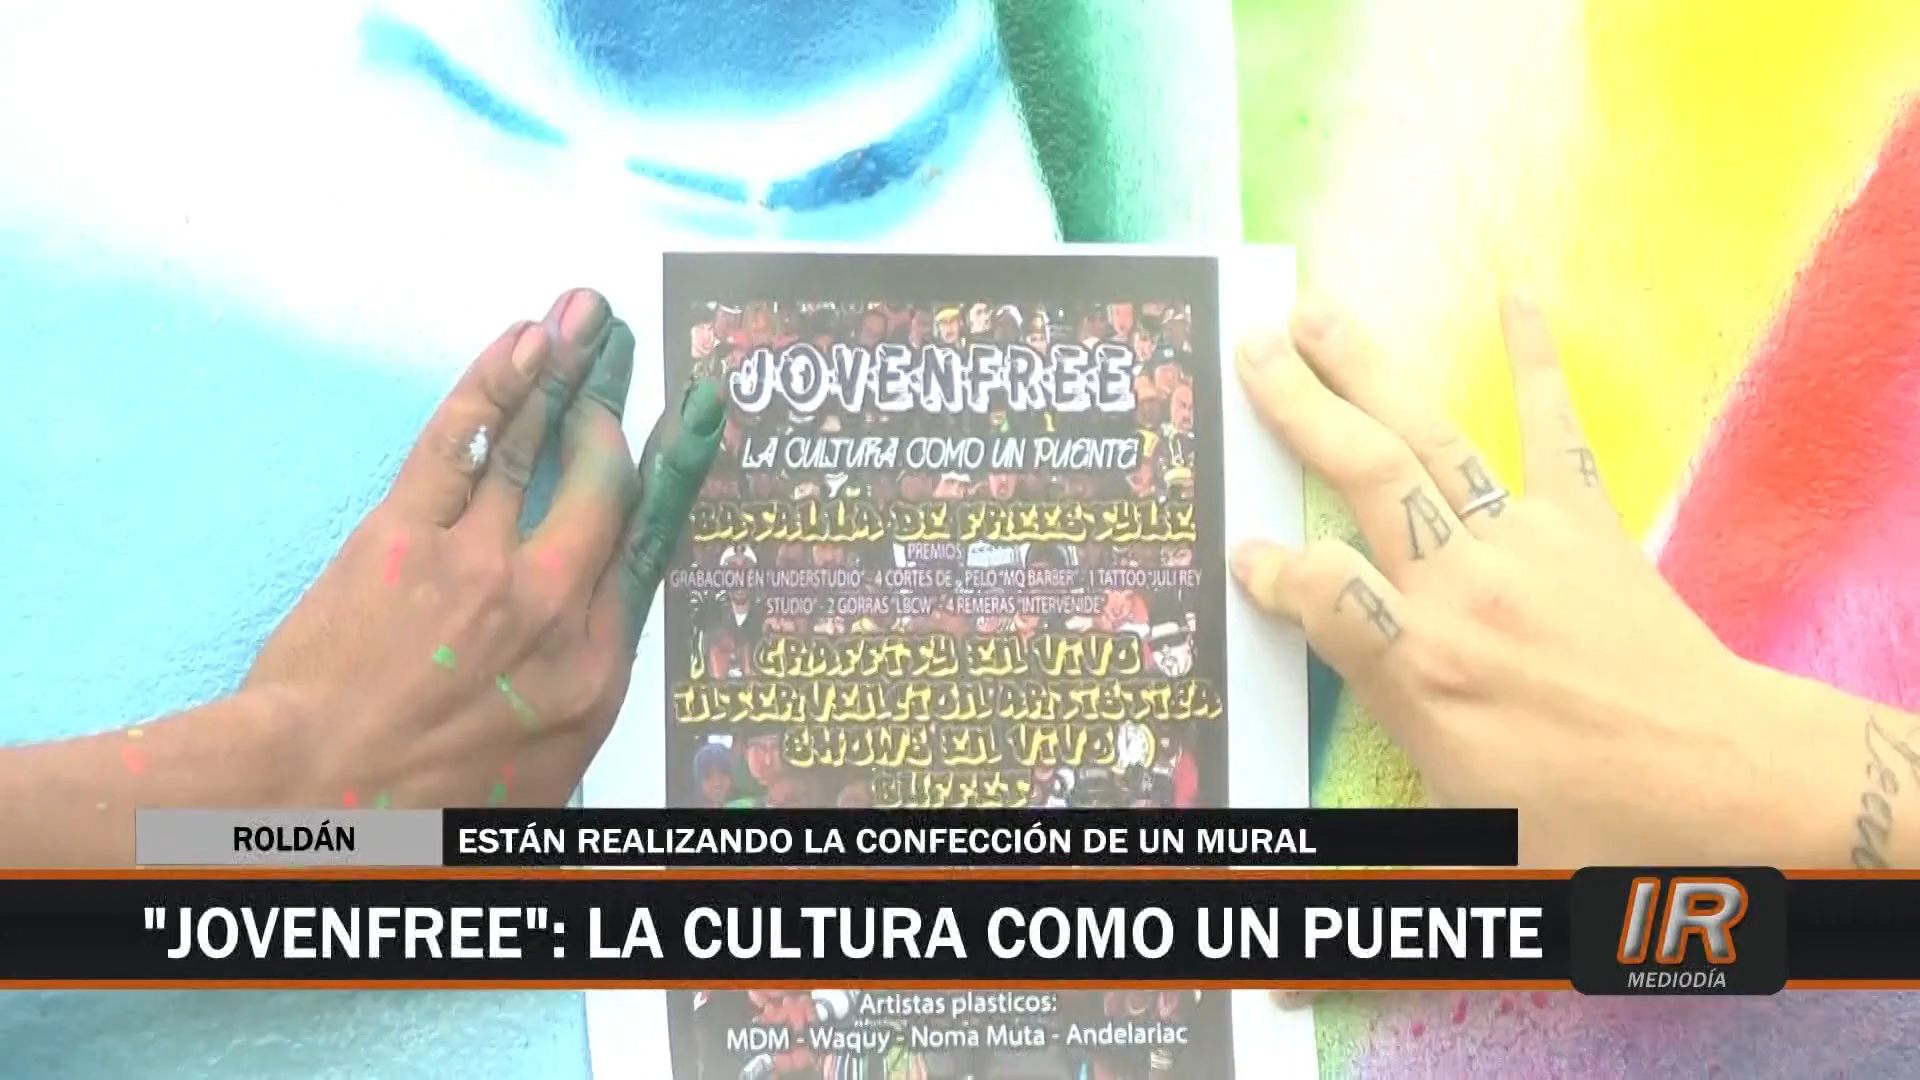 JOVENFREE
LA CULTURA COMO UN PUENTE
BATALLA DE FREESTYLE
PREMIOS
GRABACION EN "UNDERSTUDIO" - 4 CORTES DE PELO "MQ BARBER" - 1 TATTOO "JULI REY
STUDIO" - 2 GORRAS "LBCW" - 4 REMERAS "INTERVENIDE"
GRAFFITY EN VIVO
INTERVENCION ARTISTICA
SHOWS EN VIVO
BUFFET
ROLDÁN
ESTÁN REALIZANDO LA CONFECCIÓN DE UN MURAL
"JOVENFREE": LA CULTURA COMO UN PUENTE
IR
MEDIODÍA
Artistas plasticos:
MDM - Waquy - Noma Muta - Andelariac